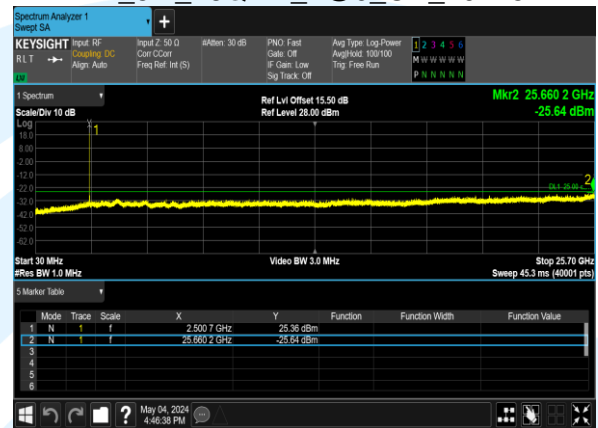 Spectrum Analyzer 1
Swept SA
+
KEYSIGHT Input: RF Input Z: 50 Ω #Atten: 30 dB PNO: Fast Avg Type: Log-Power 1 2 3 4 5 6
RLT Coupling: DC Corr CCorr Gate: Off Avg|Hold: 100/100 M W W W W W
Align: Auto Freq Ref: Int (S) IF Gain: Low Trig: Free Run
Sig Track: Off P N N N N N
1 Spectrum Ref Lvl Offset 15.50 dB Mkr2 25.660 2 GHz
Scale/Div 10 dB Ref Level 28.00 dBm -25.64 dBm
Log
18.0
8.00
-2.00
-12.0
-22.0
-32.0
-42.0
-52.0
-62.0
1
2
Start 30 MHz Video BW 3.0 MHz Stop 25.70 GHz
#Res BW 1.0 MHz Sweep 45.3 ms (40001 pts)
5 Marker Table
Mode Trace Scale X Y Function Function Width Function Value
1 N 1 f 2.500 7 GHz 25.36 dBm
2 N 1 f 25.660 2 GHz -25.64 dBm
3
4
5
6
? May 04, 2024
4:46:38 PM